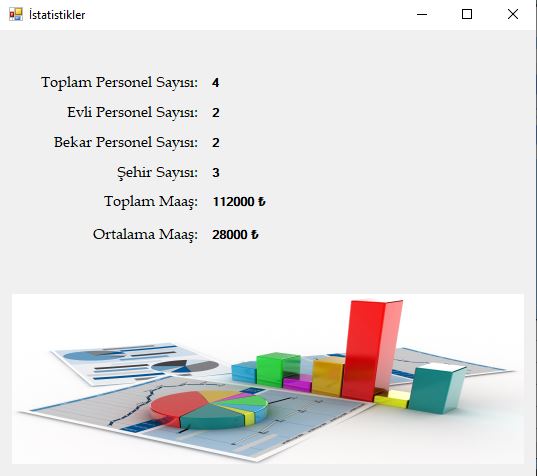 İstatistikler
Toplam Personel Sayısı: 4
Evli Personel Sayısı: 2
Bekar Personel Sayısı: 2
Şehir Sayısı: 3
Toplam Maaş: 112000 ₺
Ortalama Maaş: 28000 ₺